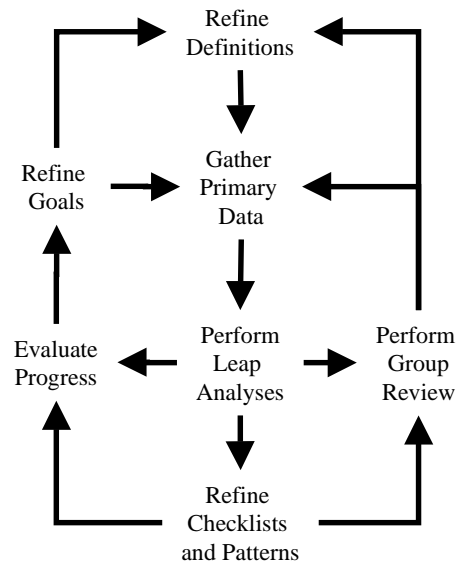 Refine
Definitions
Refine
Goals
Gather
Primary
Data
Evaluate
Progress
Perform
Leap
Analyses
Perform
Group
Review
Refine
Checklists
and Patterns